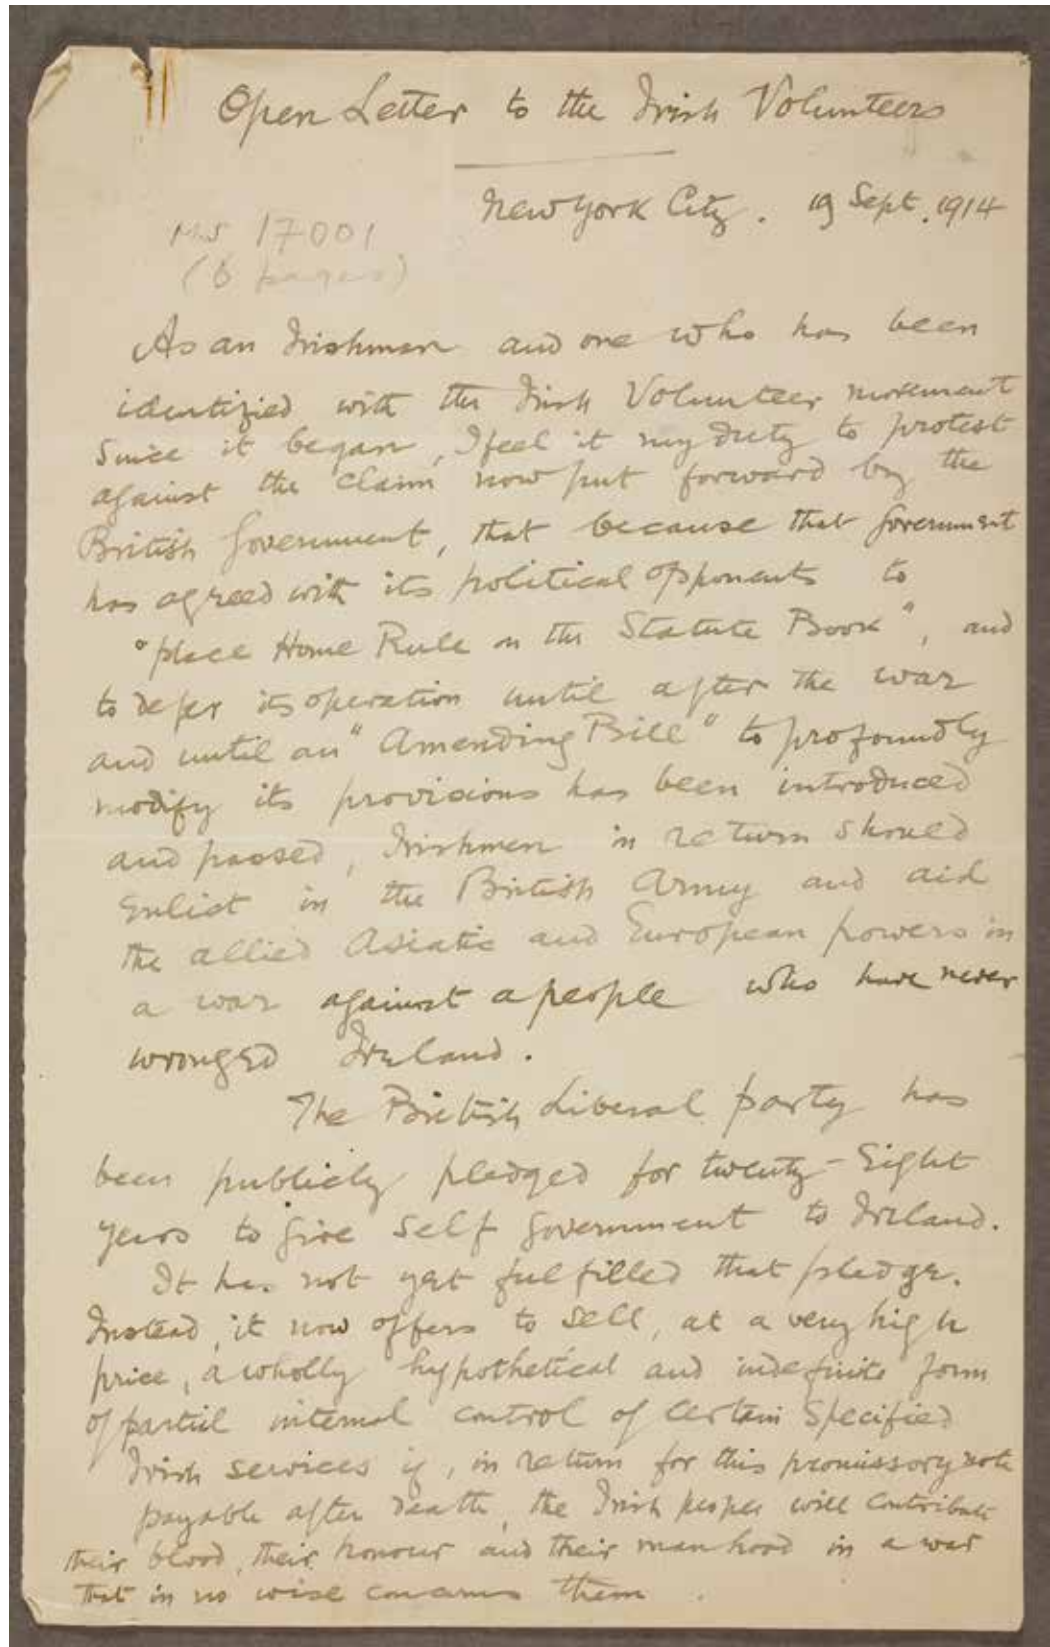 Open Letter to the Irish Volunteers
New York City. 19 Sept. 1914
MS 17001
(6 pages)
As an Irishman and one who has been
identified with the Irish Volunteer movement
since it began, I feel it my duty to protest
against the claim now put forward by the
British Government, that because that Government
has agreed with its political opponents to
"place Home Rule on the Statute Book", and
to defer its operation until after the war
and until an "Amending Bill" to profoundly
modify its provisions has been introduced
and passed, Irishmen in return should
enlist in the British Army and aid
the allied Asiatic and European powers in
a war against a people who have never
wronged Ireland.
The British Liberal party has
been publicly pledged for twenty-eight
years to give self government to Ireland.
It has not yet fulfilled that pledge.
Instead, it now offers to sell, at a very high
price, a wholly hypothetical and indefinite form
of partial internal control of certain specified
Irish services if, in return for this promissory note
payable after death, the Irish people will contribute
their blood, their honour and their manhood in a war
that in no wise concerns them.